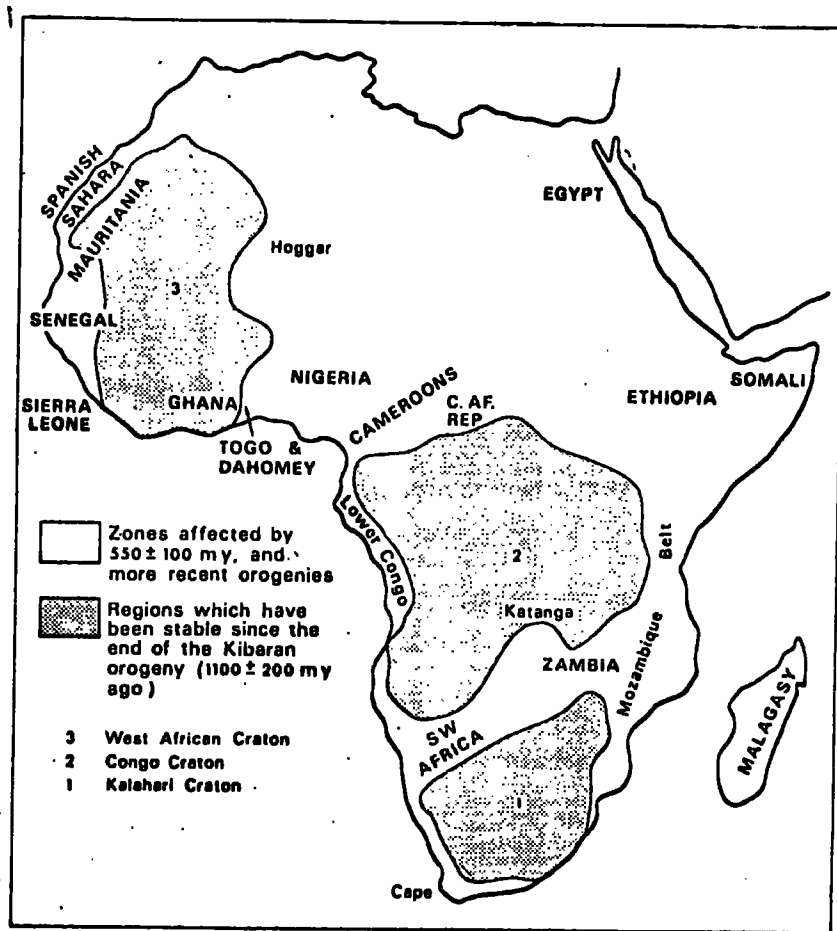 SPANISH
SAHARA
MAURITANIA
Hoggar
EGYPT
3
SENEGAL
NIGERIA
CAMEROONS
C. AF.
REP
ETHIOPIA
SOMALI
SIERRA
LEONE
GHANA
TOGO &
DAHOMEY
Lower Congo
2
Belt
Katanga
ZAMBIA
Mozambique
MALAGASY
SW
AFRICA
1
Cape
Zones affected by
550 ± 100 my, and
more recent orogenies
Regions which have
been stable since the
end of the Kibaran
orogeny (1100 ± 200 my
ago)
3 West African Craton
2 Congo Craton
1 Kalahari Craton